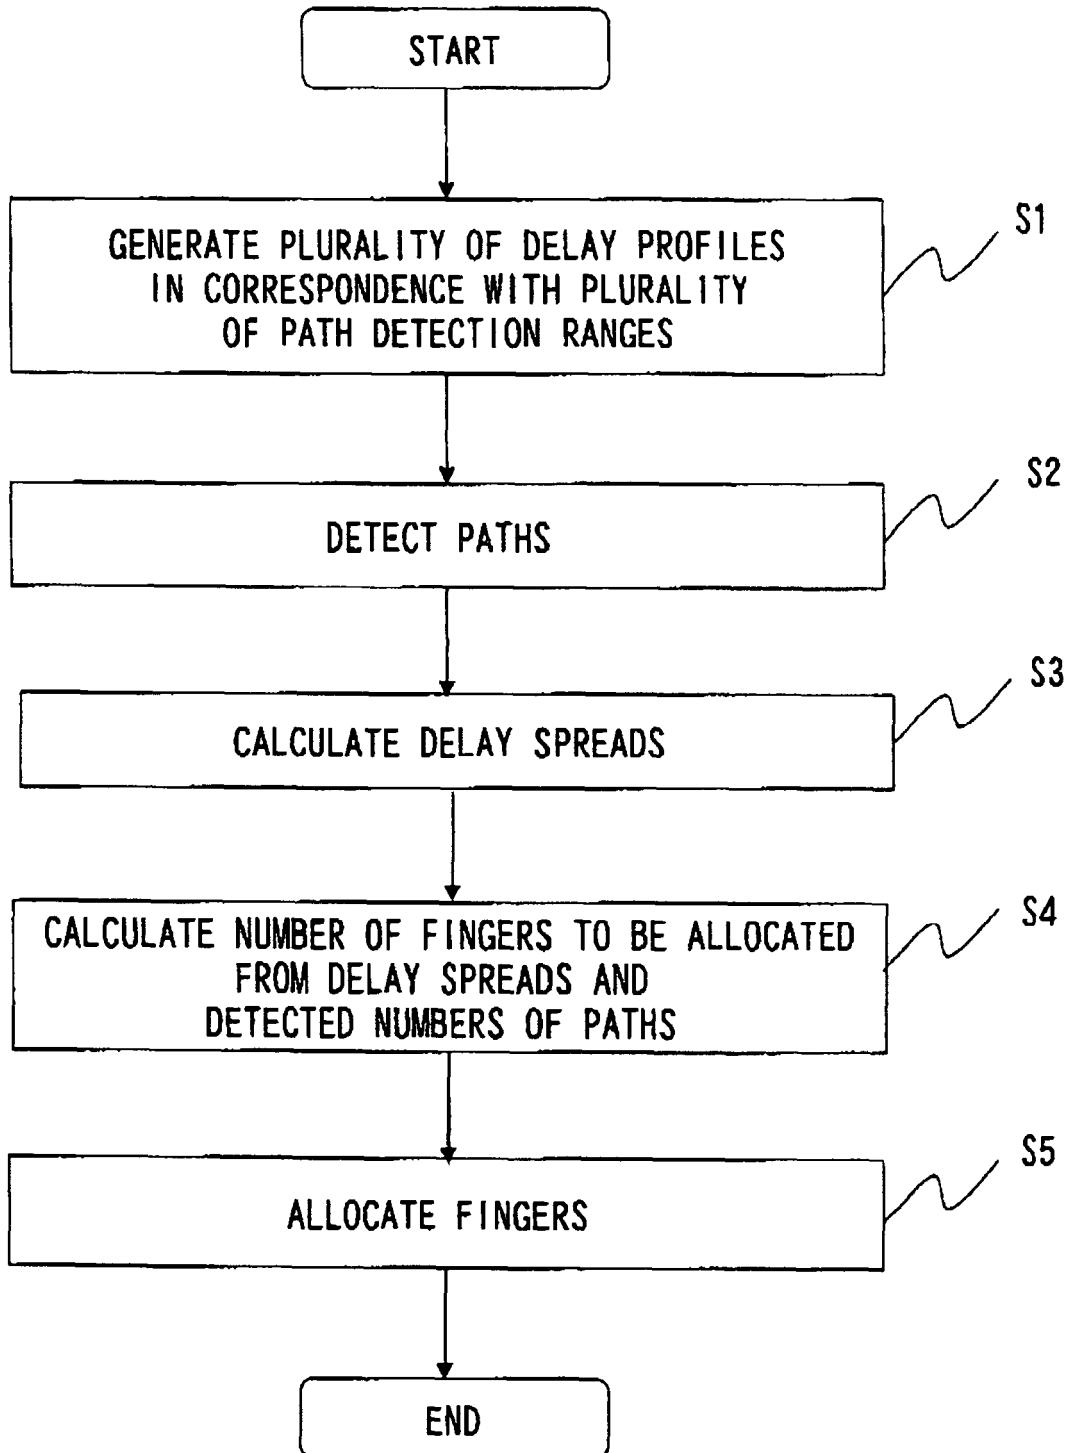 START
S1
GENERATE PLURALITY OF DELAY PROFILES
IN CORRESPONDENCE WITH PLURALITY
OF PATH DETECTION RANGES
S2
DETECT PATHS
S3
CALCULATE DELAY SPREADS
S4
CALCULATE NUMBER OF FINGERS TO BE ALLOCATED
FROM DELAY SPREADS AND
DETECTED NUMBERS OF PATHS
S5
ALLOCATE FINGERS
END